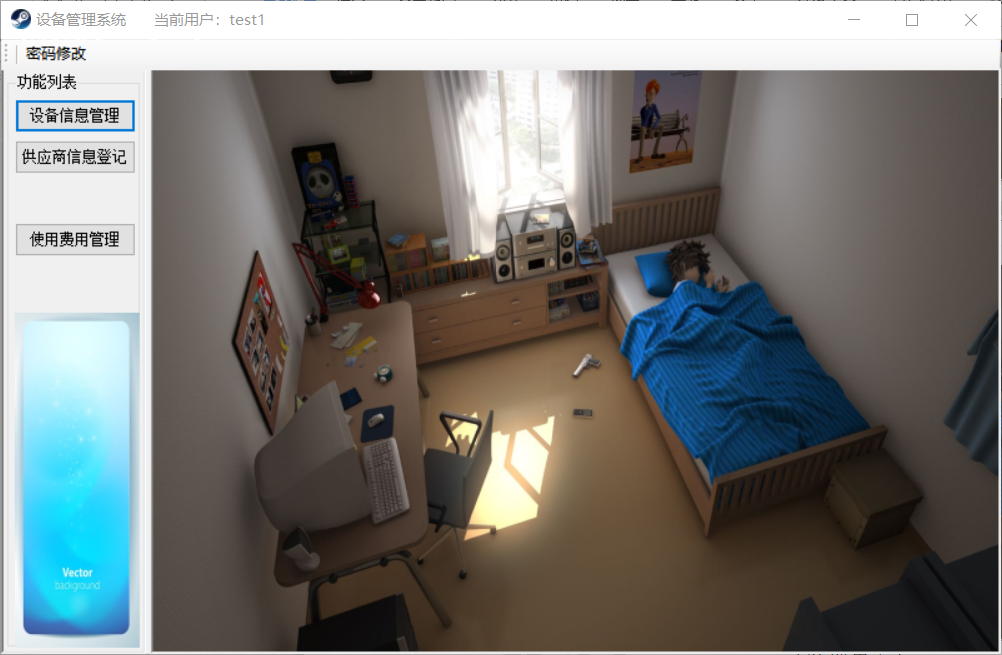 设备管理系统 当前用户：test1
密码修改
功能列表
设备信息管理
供应商信息登记
使用费用管理
Vector
background